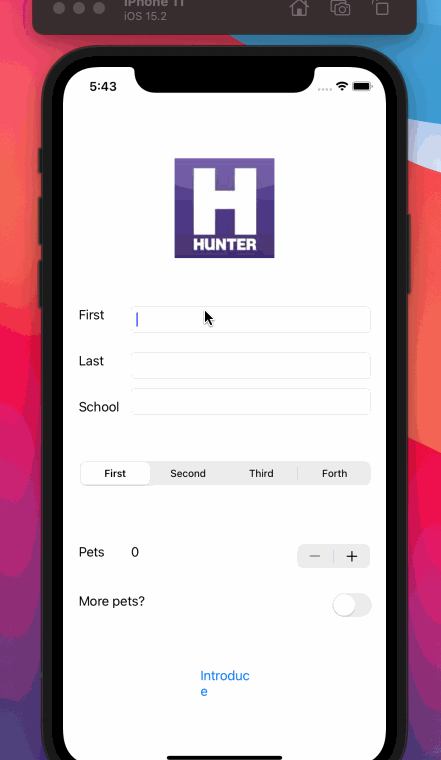 iPhone 11
iOS 15.2
5:43
H
HUNTER
First
Last
School
First Second Third Forth
Pets 0
More pets?
Introduc
e